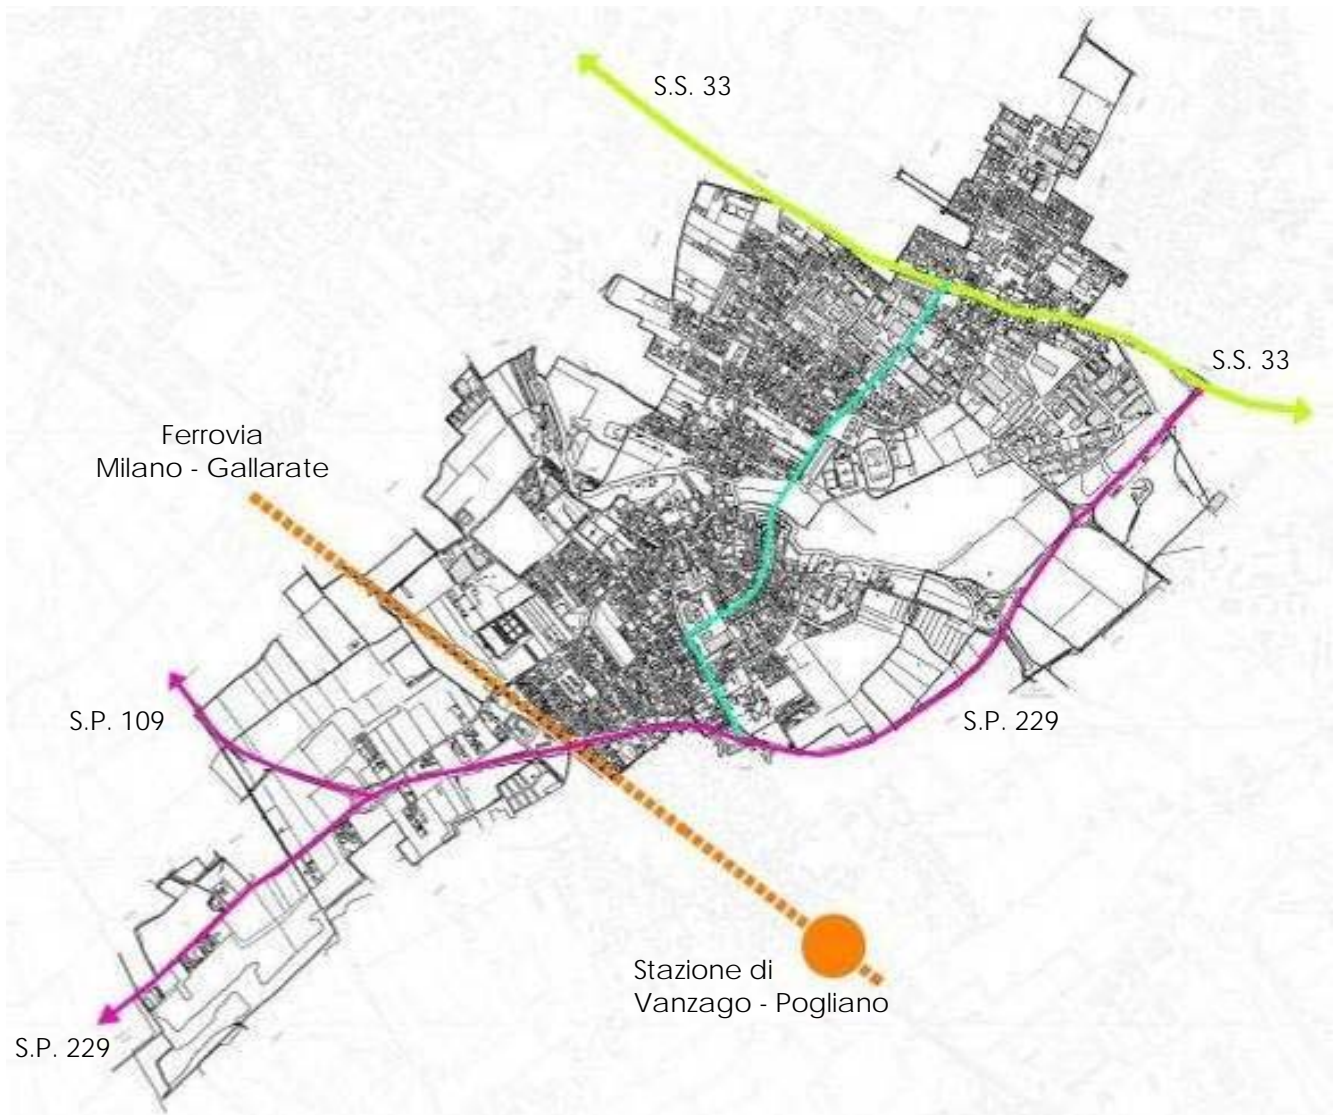 S.S. 33
S.S. 33
Ferrovia
Milano - Gallarate
S.P. 109
S.P. 229
Stazione di
Vanzago - Pogliano
S.P. 229